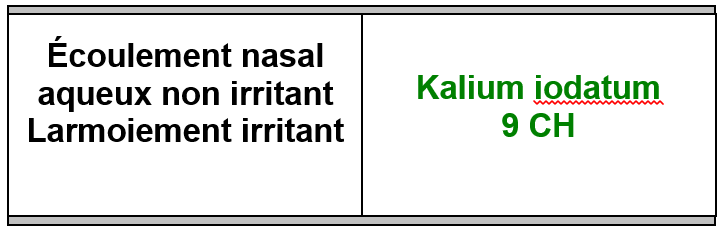 Écoulement nasal
aqueux non irritant
Larmoiement irritant
Kalium iodatum
9 CH